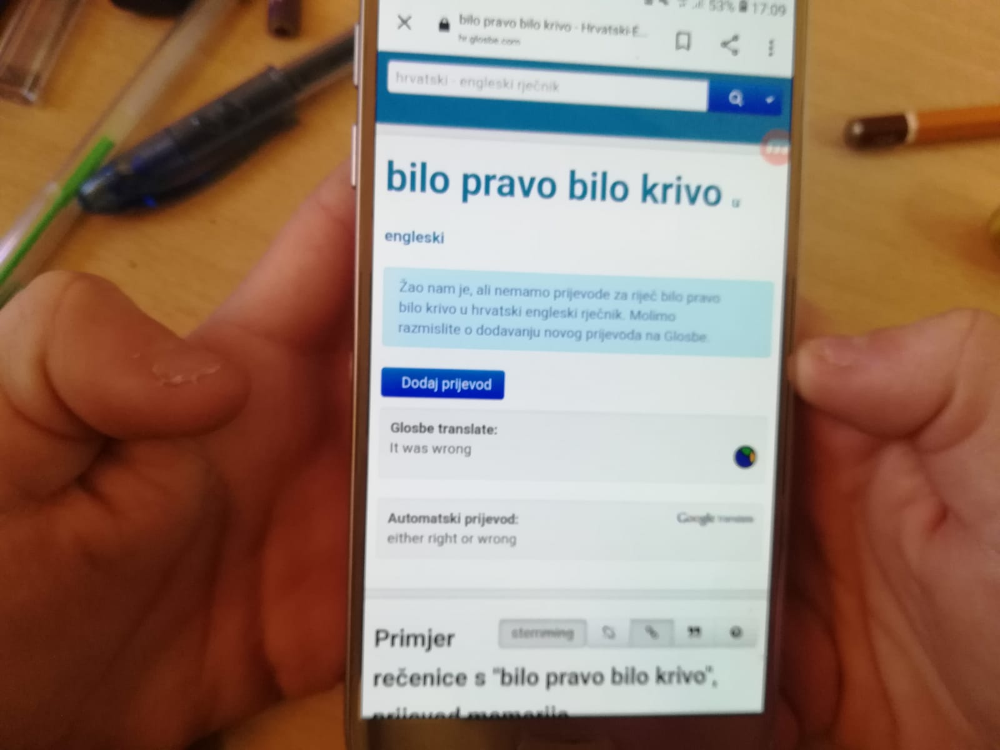 53% 17:09
bilo pravo bilo krivo - Hrvatski-E...
hr.glosbe.com
hrvatski - engleski rječnik
bilo pravo bilo krivo u
engleski
Žao nam je, ali nemamo prijevode za riječ bilo pravo
bilo krivo u hrvatski engleski rječnik. Molimo
razmislite o dodavanju novog prijevoda na Glosbe.
Dodaj prijevod
Glosbe translate:
It was wrong
Automatski prijevod:
Google
either right or wrong
Primjer
stemming
rečenice s "bilo pravo bilo krivo",
prijevod memorija